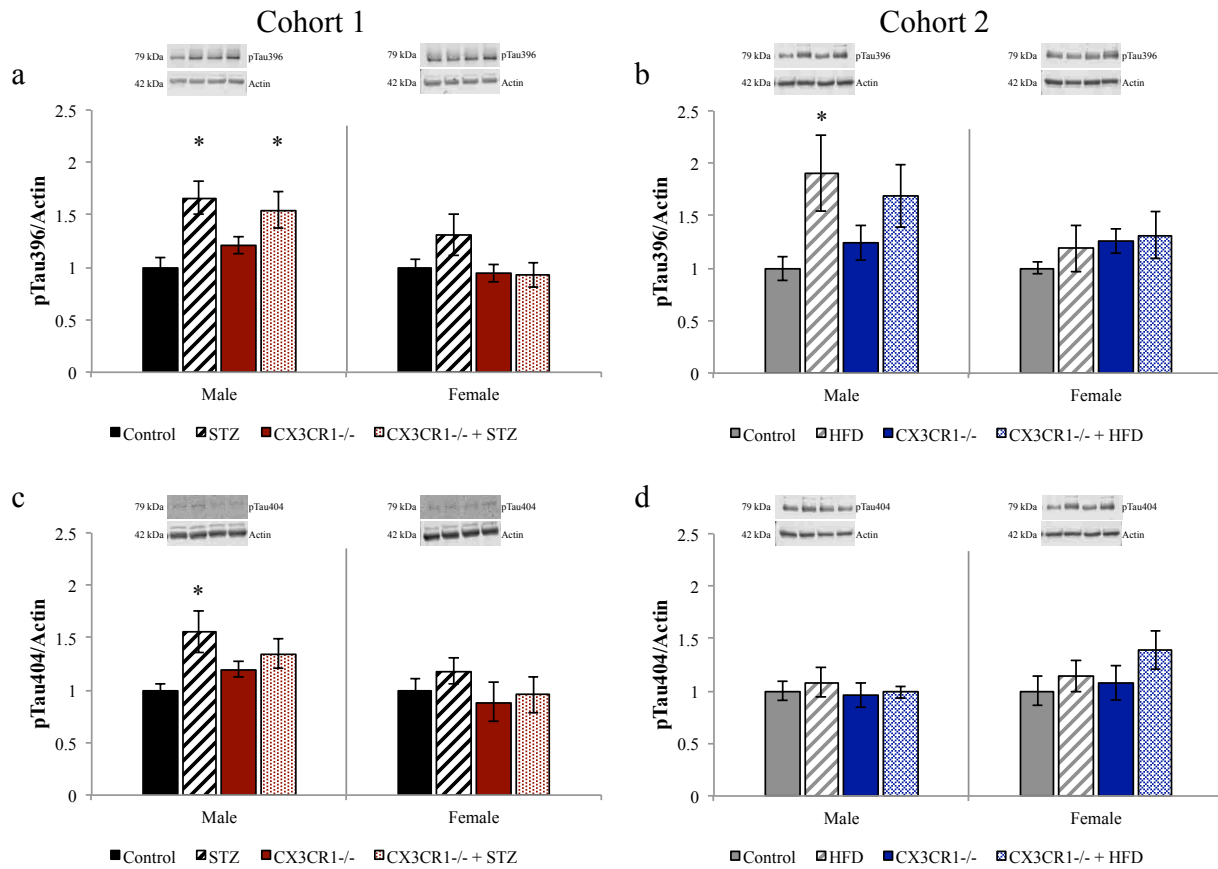 Cohort 1
Cohort 2
a
79 kDa pTau396
42 kDa Actin
79 kDa pTau396
42 kDa Actin
pTau396/Actin
2.5
2
1.5
1
0.5
0
* *
Male Female
Control STZ CX3CR1-/- CX3CR1-/- + STZ
b
79 kDa pTau396
42 kDa Actin
79 kDa pTau396
42 kDa Actin
pTau396/Actin
2.5
2
1.5
1
0.5
0
*
Male Female
Control HFD CX3CR1-/- CX3CR1-/- + HFD
c
79 kDa pTau404
42 kDa Actin
79 kDa pTau404
42 kDa Actin
pTau404/Actin
2.5
2
1.5
1
0.5
0
*
Male Female
Control STZ CX3CR1-/- CX3CR1-/- + STZ
d
79 kDa pTau404
42 kDa Actin
79 kDa pTau404
42 kDa Actin
pTau404/Actin
2.5
2
1.5
1
0.5
0
Male Female
Control HFD CX3CR1-/- CX3CR1-/- + HFD